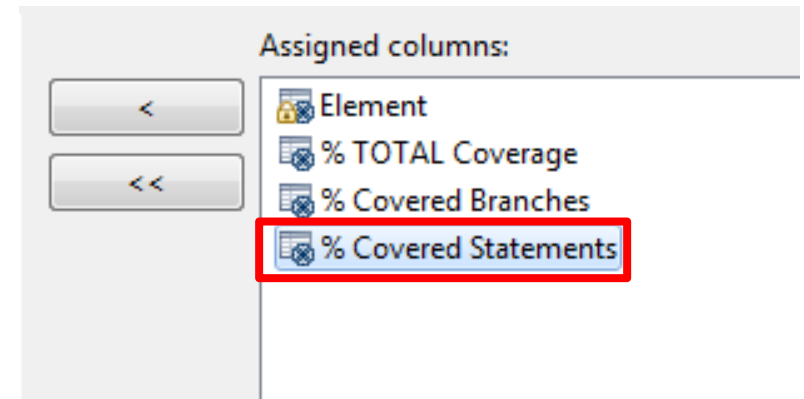 Assigned columns:
<
Element
% TOTAL Coverage
<<
% Covered Branches
% Covered Statements